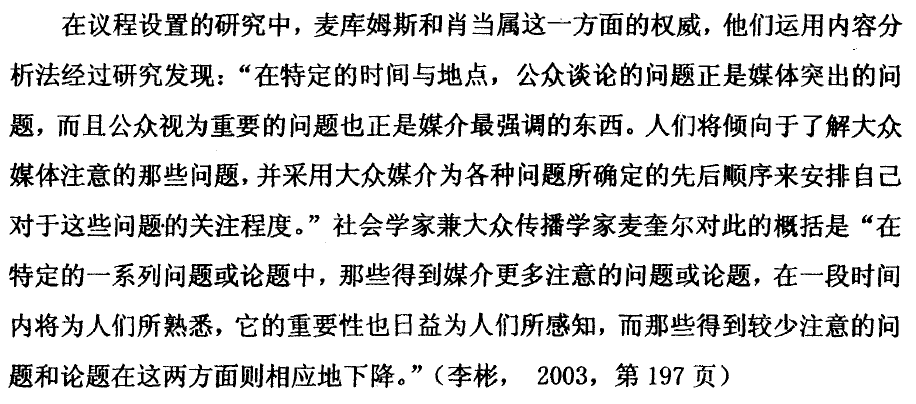 在议程设置的研究中，麦库姆斯和肖当属这一方面的权威，他们运用内容分
析法经过研究发现：“在特定的时间与地点，公众谈论的问题正是媒体突出的问
题，而且公众视为重要的问题也正是媒介最强调的东西。人们将倾向于了解大众
媒体注意的那些问题，并采用大众媒介为各种问题所确定的先后顺序来安排自己
对于这些问题的关注程度。”社会学家兼大众传播学家麦奎尔对此的概括是“在
特定的一系列问题或论题中，那些得到媒介更多注意的问题或论题，在一段时间
内将为人们所熟悉，它的重要性也日益为人们所感知，而那些得到较少注意的问
题和论题在这两方面则相应地下降。”（李彬， 2003，第 197 页）